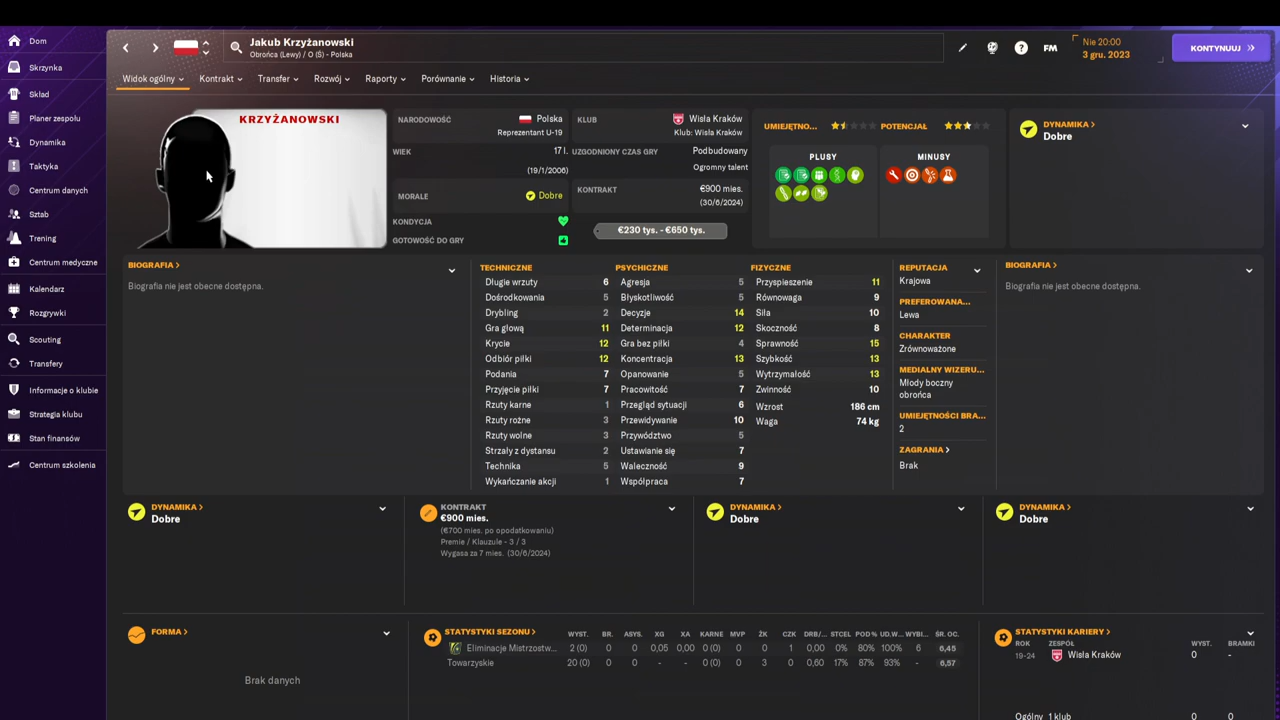 Dom
Skrzynka
Skład
Planer zespołu
Dynamika
Taktyka
Centrum danych
Sztab
Trening
Centrum medyczne
Kalendarz
Rozgrywki
Scouting
Transfery
Informacje o klubie
Strategia klubu
Stan finansów
Centrum szkolenia
Jakub Krzyżanowski
Obrońca (Lewy) / O (Ś) - Polska
FM
Nie 20:00
3 gru. 2023
KONTYNUUJ
Widok ogólny
Kontrakt
Transfer
Rozwój
Raporty
Porównanie
Historia
KRZYŻANOWSKI
NARODOWOŚĆ
Polska
Reprezentant U-19
WIEK
17 l.
(19/1/2006)
MORALE
Dobre
KONDYCJA
GOTOWOŚĆ DO GRY
KLUB
Wisła Kraków
Klub: Wisła Kraków
UZGODNIONY CZAS GRY
Podbudowany
Ogromny talent
KONTRAKT
€900 mies.
(30/6/2024)
€230 tys. - €650 tys.
UMIEJĘTNO...
POTENCJAŁ
PLUSY
MINUSY
DYNAMIKA >
Dobre
BIOGRAFIA >
Biografia nie jest obecne dostępna.
TECHNICZNE
Długie wrzuty 6
Dośrodkowania 5
Drybling 2
Gra głową 11
Krycie 12
Odbiór piłki 12
Podania 7
Przyjęcie piłki 7
Rzuty karne 1
Rzuty rożne 3
Rzuty wolne 3
Strzały z dystansu 2
Technika 5
Wykańczanie akcji 1
PSYCHICZNE
Agresja 5
Błyskotliwość 5
Decyzje 14
Determinacja 12
Gra bez piłki 4
Koncentracja 13
Opanowanie 5
Pracowitość 7
Przegląd sytuacji 6
Przewidywanie 10
Przywództwo 5
Ustawianie się 7
Waleczność 9
Współpraca 7
FIZYCZNE
Przyspieszenie 11
Równowaga 9
Siła 10
Skoczność 8
Sprawność 15
Szybkość 13
Wytrzymałość 13
Zwinność 10
Wzrost 186 cm
Waga 74 kg
REPUTACJA
Krajowa
PREFEROWANA...
Lewa
CHARAKTER
Zrównoważone
MEDIALNY WIZERU...
Młody boczny
obrońca
UMIEJĘTNOŚCI BRA...
2
ZAGRANIA >
Brak
BIOGRAFIA >
Biografia nie jest obecne dostępna.
DYNAMIKA >
Dobre
KONTRAKT
€900 mies.
(€700 mies. po opodatkowaniu)
Premie / Klauzule - 3 / 3
Wygasa za 7 mies. (30/6/2024)
DYNAMIKA >
Dobre
DYNAMIKA >
Dobre
FORMA >
Brak danych
STATYSTYKI SEZONU > WYST. BR. ASYS. XG XA KARNE MVP ŻK CZK DRB/... STCEL POD % UD.W... WYBI... ŚR. OC.
Eliminacje Mistrzostw... 2 (0) 0 0 0,05 0,00 0 (0) 0 0 1 0,00 0% 80% 100% 6 6,45
Towarzyskie 20 (0) 0 0 - - 0 (0) 0 3 0 0,60 17% 87% 93% - 6,57
STATYSTYKI KARIERY >
ROK ZESPÓŁ WYST. BRAMKI
19-24 Wisła Kraków 0 -
Ogólny 1 klub 0 0